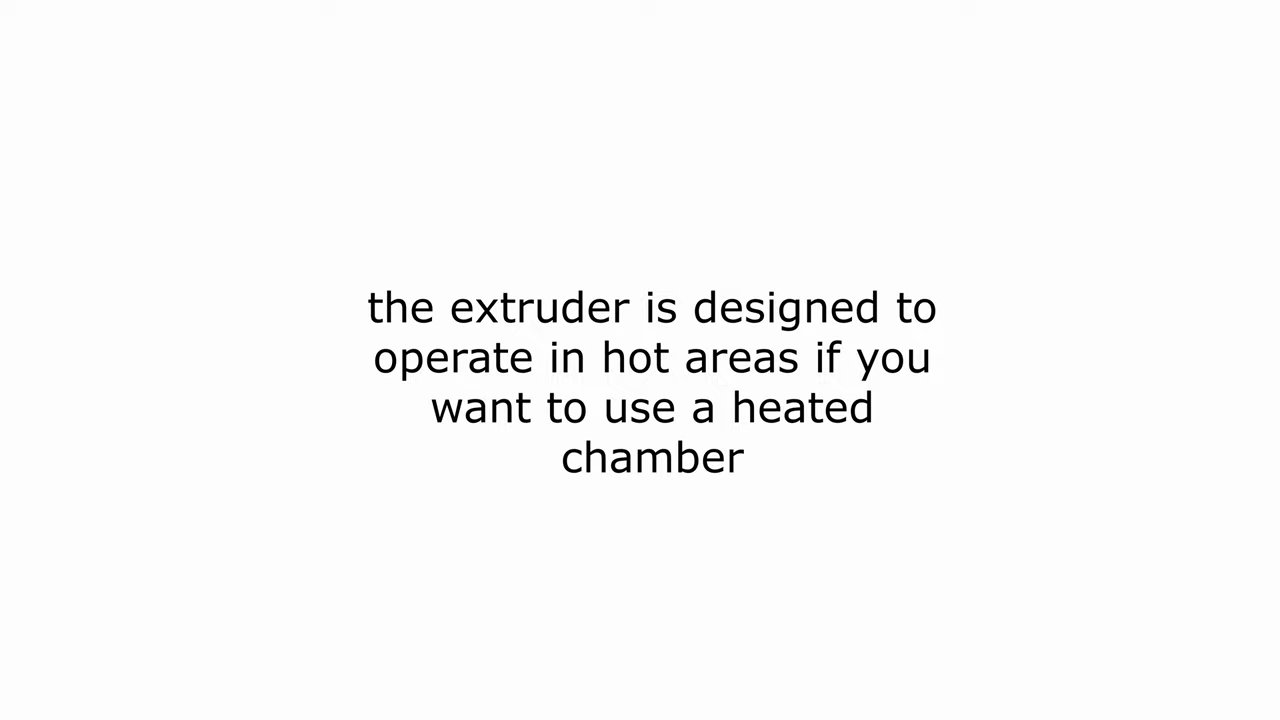 the extruder is designed to
operate in hot areas if you
want to use a heated
chamber